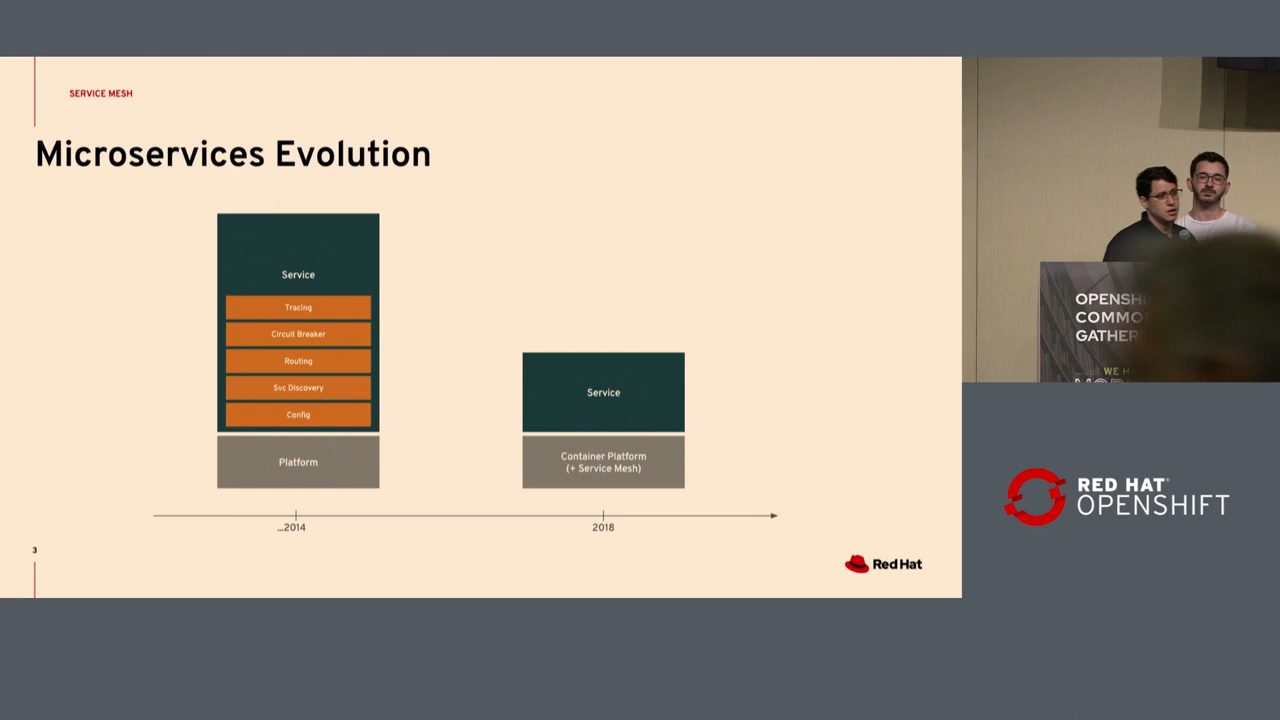 SERVICE MESH
Microservices Evolution
Service
Tracing
Circuit Breaker
Routing
Svc Discovery
Config
Platform
Service
Container Platform
(+ Service Mesh)
...2014
2018
3
Red Hat
WE
RED HAT
OPENSHIFT